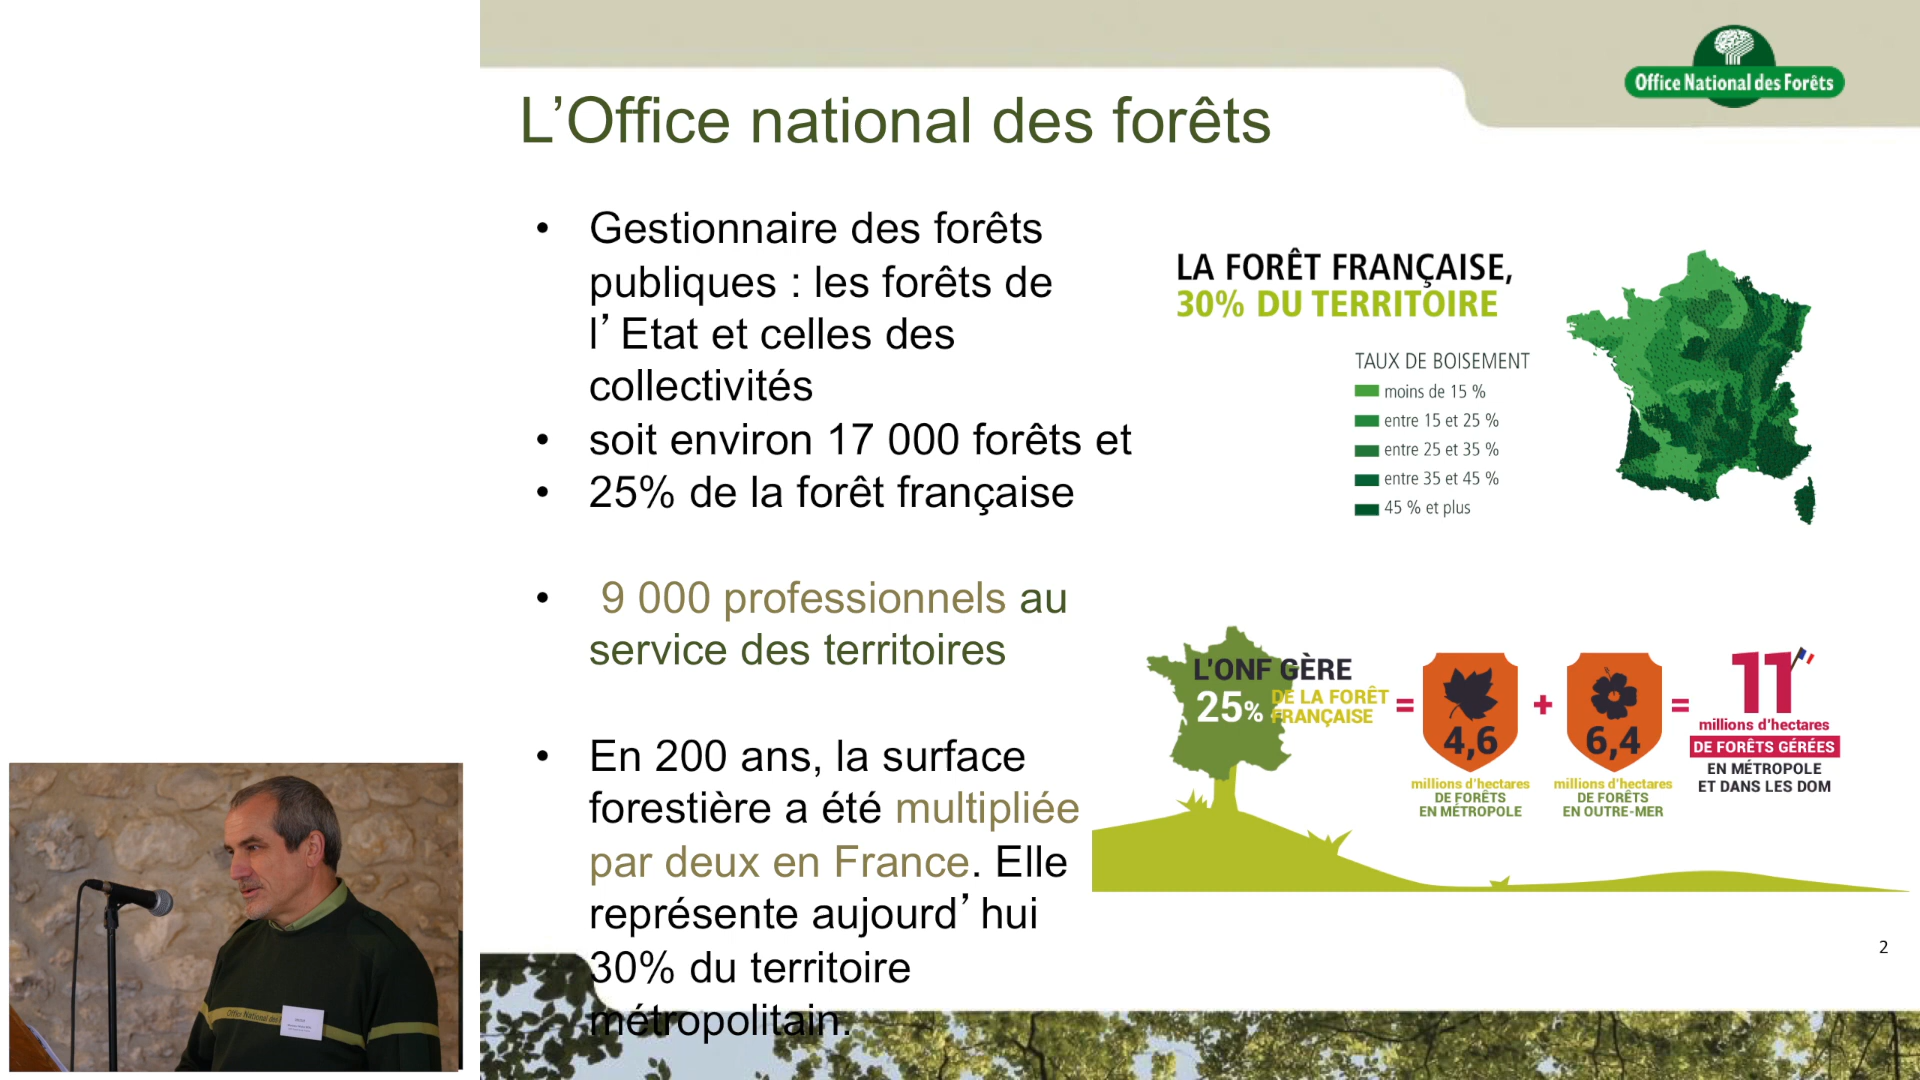 Office National des Forêts
L’Office national des forêts
• Gestionnaire des forêts
publiques : les forêts de
l’Etat et celles des
collectivités
• soit environ 17 000 forêts et
• 25% de la forêt française
• 9 000 professionnels au
service des territoires
• En 200 ans, la surface
forestière a été multipliée
par deux en France. Elle
représente aujourd’hui
30% du territoire
métropolitain.
LA FORÊT FRANÇAISE,
30% DU TERRITOIRE
TAUX DE BOISEMENT
moins de 15 %
entre 15 et 25 %
entre 25 et 35 %
entre 35 et 45 %
45 % et plus
L'ONF GÈRE
25% DE LA FORÊT
FRANÇAISE
=
4,6
millions d'hectares
DE FORÊTS
EN MÉTROPOLE
+
6,4
millions d'hectares
DE FORÊTS
EN OUTRE-MER
=
11
millions d'hectares
DE FORÊTS GÉRÉES
EN MÉTROPOLE
ET DANS LES DOM
2
Office National des